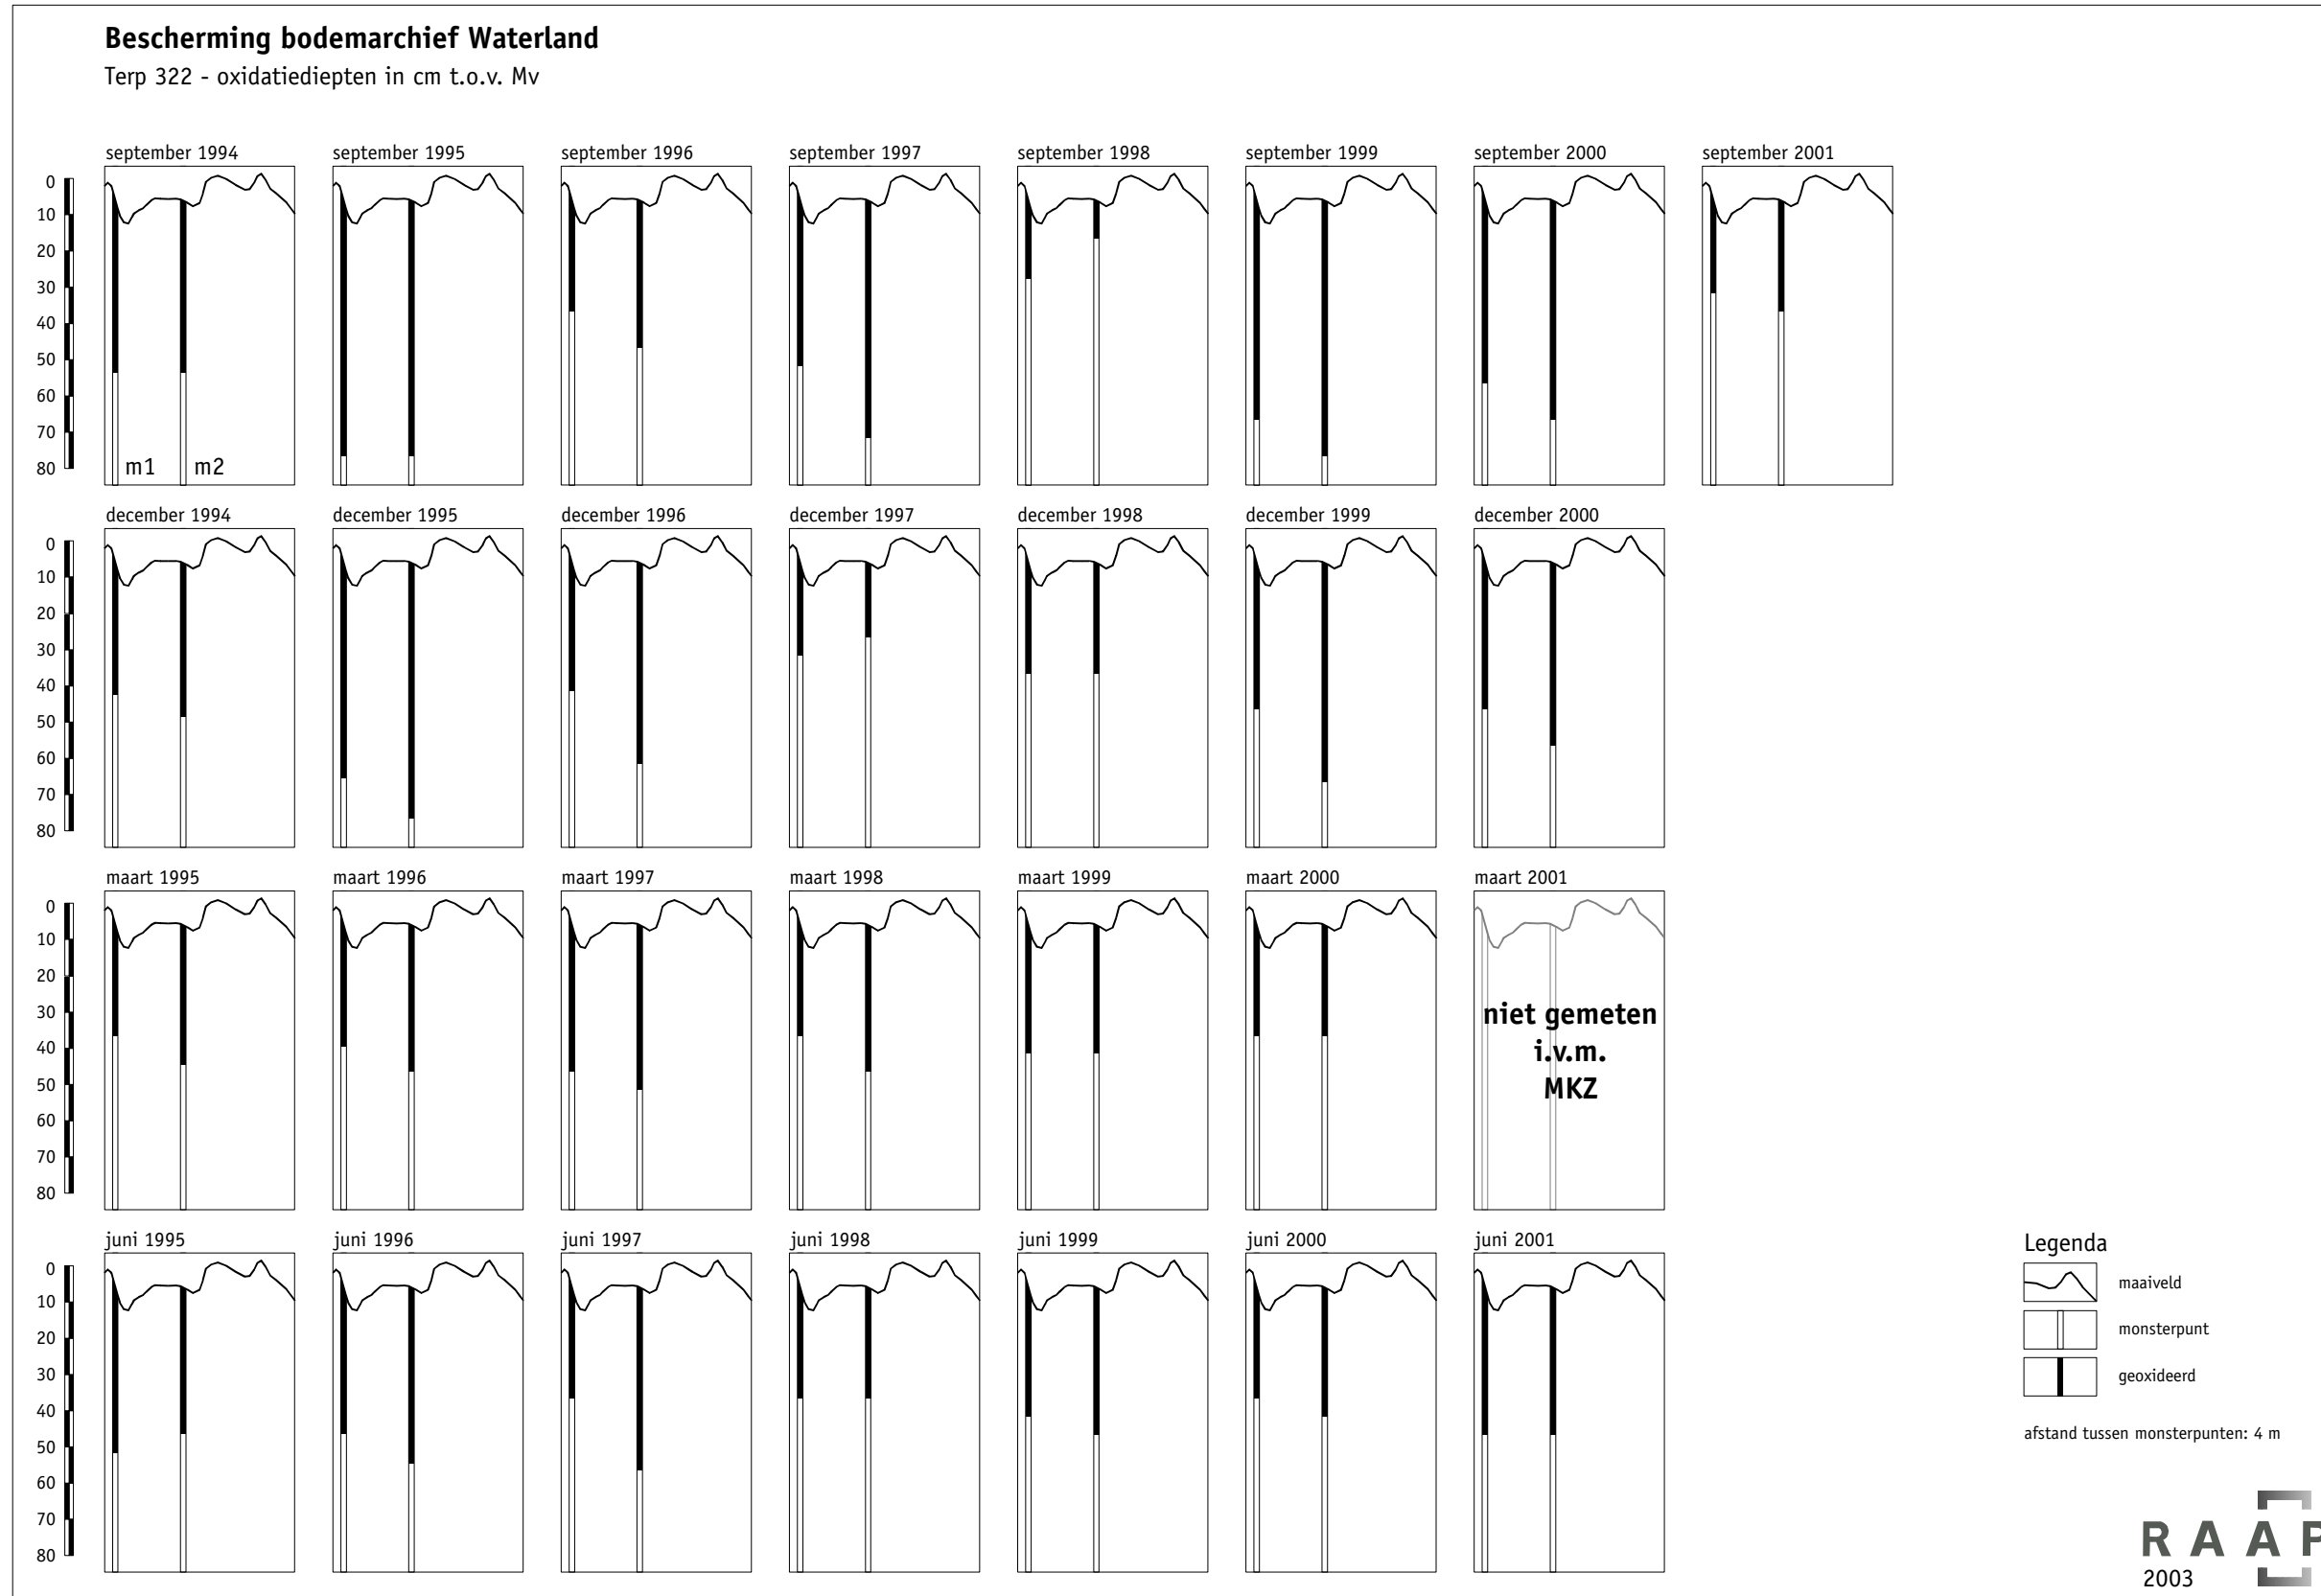 Bescherming bodemarchief Waterland
Terp 322 - oxidatiediepten in cm t.o.v. Mv
september 1994
september 1995
september 1996
september 1997
september 1998
september 1999
september 2000
september 2001
0
10
20
30
40
50
60
70
80
m1
m2
december 1994
december 1995
december 1996
december 1997
december 1998
december 1999
december 2000
0
10
20
30
40
50
60
70
80
maart 1995
maart 1996
maart 1997
maart 1998
maart 1999
maart 2000
maart 2001
0
10
20
30
40
50
60
70
80
niet gemeten
i.v.m.
MKZ
juni 1995
juni 1996
juni 1997
juni 1998
juni 1999
juni 2000
juni 2001
0
10
20
30
40
50
60
70
80
Legenda
maaiveld
monsterpunt
geoxideerd
afstand tussen monsterpunten: 4 m
RAAP
2003